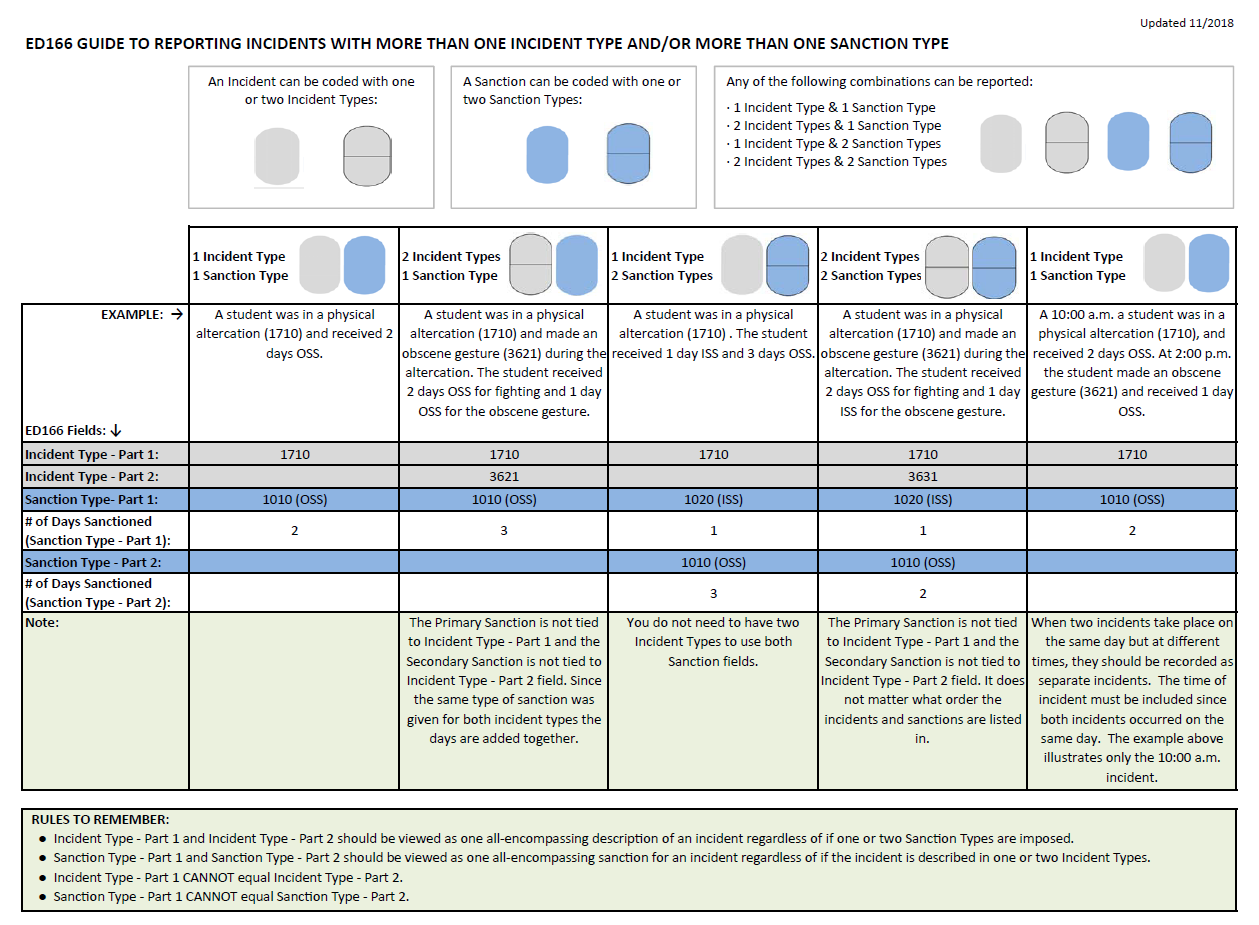 Updated 11/2018
ED166 GUIDE TO REPORTING INCIDENTS WITH MORE THAN ONE INCIDENT TYPE AND/OR MORE THAN ONE SANCTION TYPE
An Incident can be coded with one
or two Incident Types:
A Sanction can be coded with one or
two Sanction Types:
Any of the following combinations can be reported:
· 1 Incident Type & 1 Sanction Type
· 2 Incident Types & 1 Sanction Type
· 1 Incident Type & 2 Sanction Types
· 2 Incident Types & 2 Sanction Types
1 Incident Type
1 Sanction Type
2 Incident Types
1 Sanction Type
1 Incident Type
2 Sanction Types
2 Incident Types
2 Sanction Types
1 Incident Type
1 Sanction Type
EXAMPLE: →
ED166 Fields: ↓
A student was in a physical
altercation (1710) and received 2
days OSS.
A student was in a physical
altercation (1710) and made an
obscene gesture (3621) during the
altercation. The student received
2 days OSS for fighting and 1 day
OSS for the obscene gesture.
A student was in a physical
altercation (1710) . The student
received 1 day ISS and 3 days OSS.
A student was in a physical
altercation (1710) and made an
obscene gesture (3621) during the
altercation. The student received
2 days OSS for fighting and 1 day
ISS for the obscene gesture.
A 10:00 a.m. a student was in a
physical altercation (1710), and
received 2 days OSS. At 2:00 p.m.
the student made an obscene
gesture (3621) and received 1 day
OSS.
Incident Type - Part 1: 1710 1710 1710 1710 1710
Incident Type - Part 2: 3621 3631
Sanction Type- Part 1: 1010 (OSS) 1010 (OSS) 1020 (ISS) 1020 (ISS) 1010 (OSS)
# of Days Sanctioned
(Sanction Type - Part 1): 2 3 1 1 2
Sanction Type - Part 2: 1010 (OSS) 1010 (OSS)
# of Days Sanctioned
(Sanction Type - Part 2): 3 2
Note:
The Primary Sanction is not tied
to Incident Type - Part 1 and the
Secondary Sanction is not tied to
Incident Type - Part 2 field. Since
the same type of sanction was
given for both incident types the
days are added together.
You do not need to have two
Incident Types to use both
Sanction fields.
The Primary Sanction is not tied
to Incident Type - Part 1 and the
Secondary Sanction is not tied to
Incident Type - Part 2 field. It does
not matter what order the
incidents and sanctions are listed
in.
When two incidents take place on
the same day but at different
times, they should be recorded as
separate incidents. The time of
incident must be included since
both incidents occurred on the
same day. The example above
illustrates only the 10:00 a.m.
incident.
RULES TO REMEMBER:
● Incident Type - Part 1 and Incident Type - Part 2 should be viewed as one all-encompassing description of an incident regardless of if one or two Sanction Types are imposed.
● Sanction Type - Part 1 and Sanction Type - Part 2 should be viewed as one all-encompassing sanction for an incident regardless of if the incident is described in one or two Incident Types.
● Incident Type - Part 1 CANNOT equal Incident Type - Part 2.
● Sanction Type - Part 1 CANNOT equal Sanction Type - Part 2.